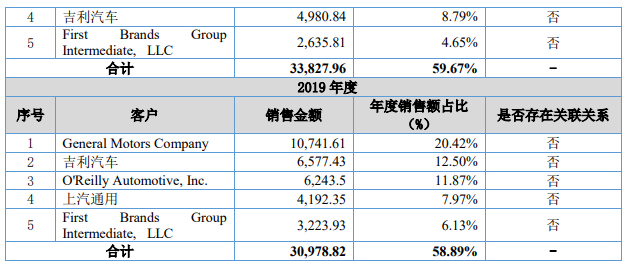 4 吉利汽车 4,980.84 8.79% 否
5 First Brands Group Intermediate, LLC 2,635.81 4.65% 否
合计 33,827.96 59.67% –
2019 年度
序号 客户 销售金额 年度销售额占比（%） 是否存在关联关系
1 General Motors Company 10,741.61 20.42% 否
2 吉利汽车 6,577.43 12.50% 否
3 O'Reilly Automotive, Inc. 6,243.5 11.87% 否
4 上汽通用 4,192.35 7.97% 否
5 First Brands Group Intermediate, LLC 3,223.93 6.13% 否
合计 30,978.82 58.89% –